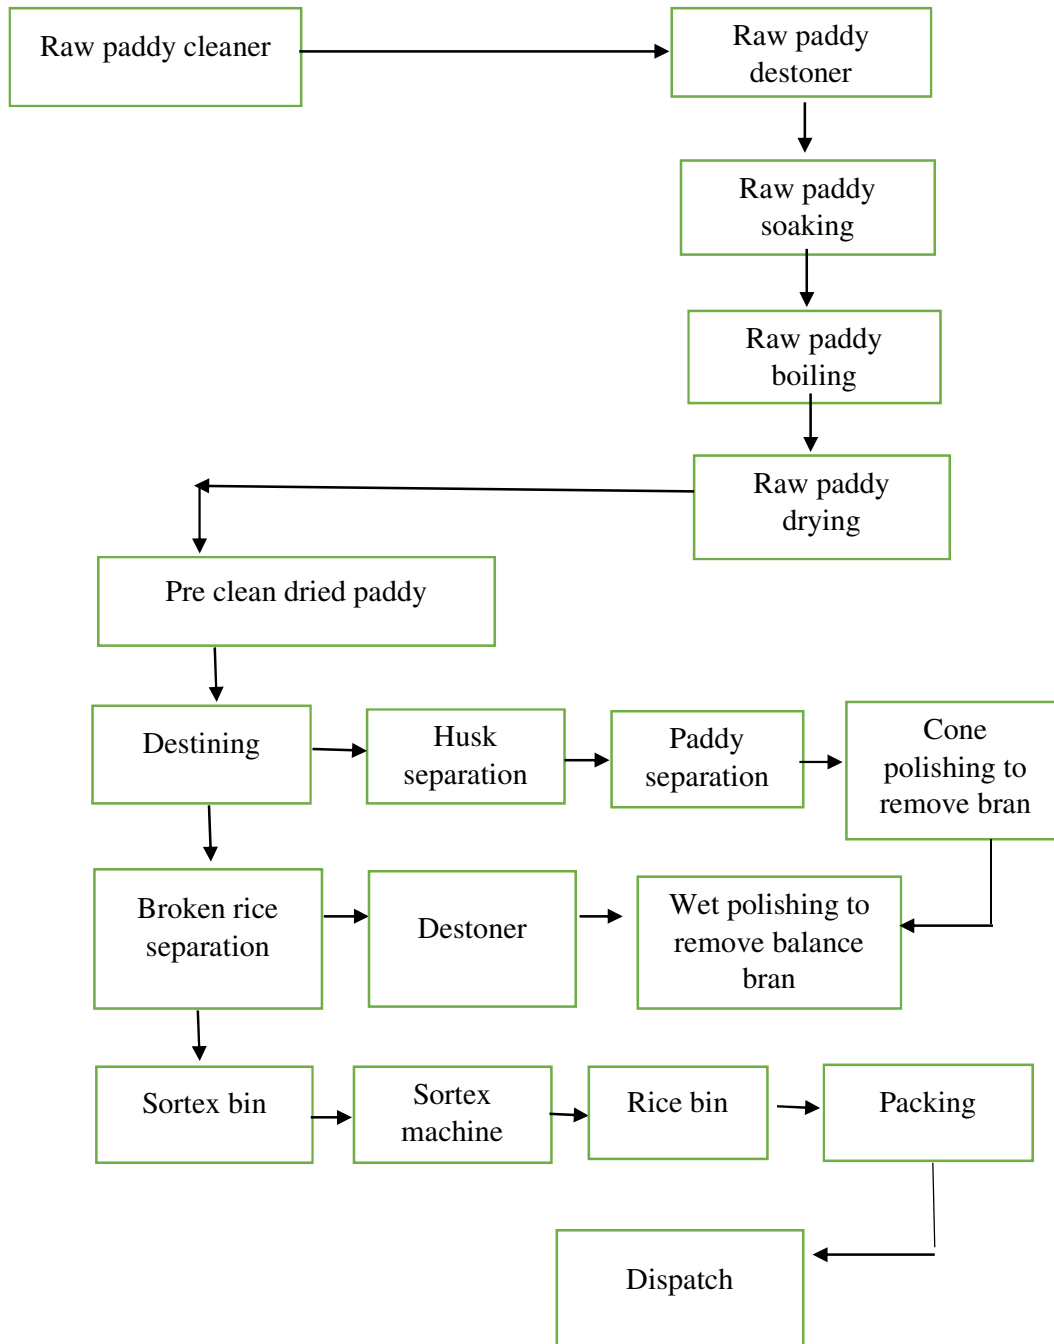 Raw paddy cleaner
Raw paddy
destoner
Raw paddy
soaking
Raw paddy
boiling
Raw paddy
drying
Pre clean dried paddy
Destining
Husk
separation
Paddy
separation
Cone
polishing to
remove bran
Broken rice
separation
Destoner
Wet polishing to
remove balance
bran
Sortex bin
Sortex
machine
Rice bin
Packing
Dispatch